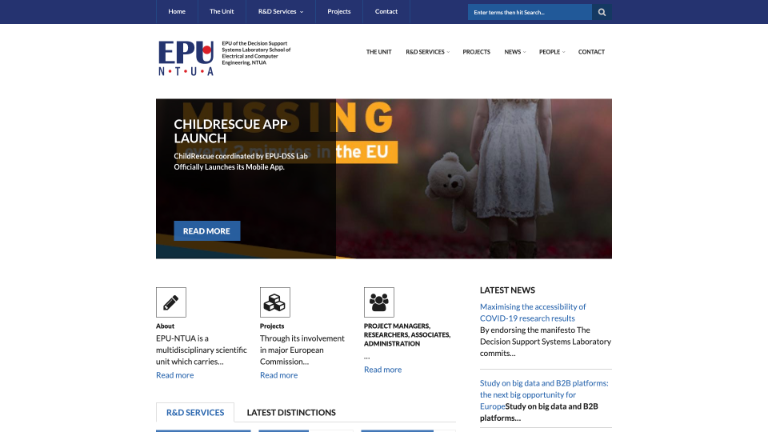 Home The Unit R&D Services Projects Contact
Enter terms then hit Search...
EPU
N·T·U·A
EPU of the Decision Support
Systems Laboratory School of
Electrical and Computer
Engineering, NTUA
THE UNIT R&D SERVICES PROJECTS NEWS PEOPLE CONTACT
MISSING
every 2 minutes in the EU
CHILDRESCUE APP
LAUNCH
ChildRescue coordinated by EPU-DSS Lab
Officially Launches its Mobile App.
READ MORE
About
EPU-NTUA is a
multidisciplinary scientific
unit which carries...
Read more
Projects
Through its involvement
in major European
Commission...
Read more
PROJECT MANAGERS,
RESEARCHERS, ASSOCIATES,
ADMINISTRATION
...
Read more
LATEST NEWS
Maximising the accessibility of
COVID-19 research results
By endorsing the manifesto The
Decision Support Systems Laboratory
commits...
Study on big data and B2B platforms:
the next big opportunity for
EuropeStudy on big data and B2B
platforms...
R&D SERVICES LATEST DISTINCTIONS